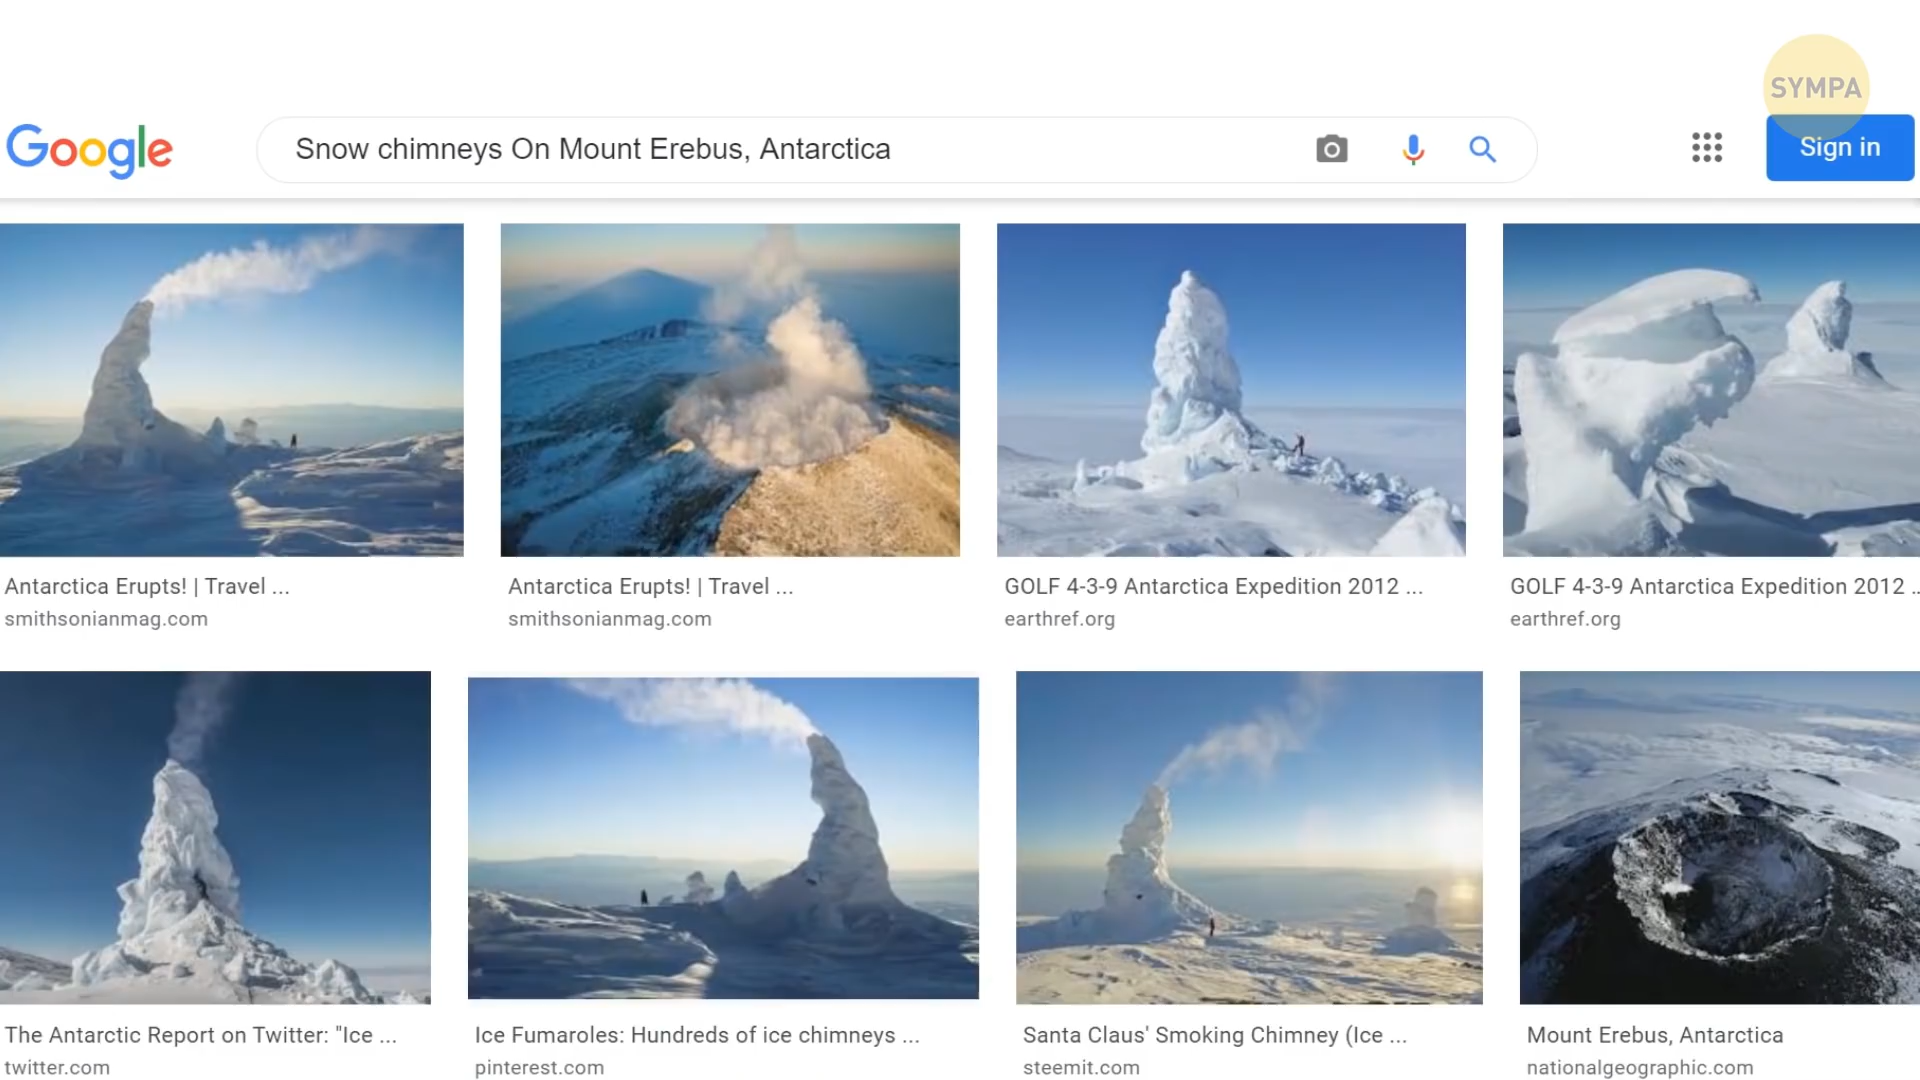 SYMPA
Google
Snow chimneys On Mount Erebus, Antarctica
Sign in
Antarctica Erupts! | Travel ...
smithsonianmag.com
Antarctica Erupts! | Travel ...
smithsonianmag.com
GOLF 4-3-9 Antarctica Expedition 2012 ...
earthref.org
GOLF 4-3-9 Antarctica Expedition 2012 ..
earthref.org
The Antarctic Report on Twitter: "Ice ...
twitter.com
Ice Fumaroles: Hundreds of ice chimneys ...
pinterest.com
Santa Claus' Smoking Chimney (Ice ...
steemit.com
Mount Erebus, Antarctica
nationalgeographic.com